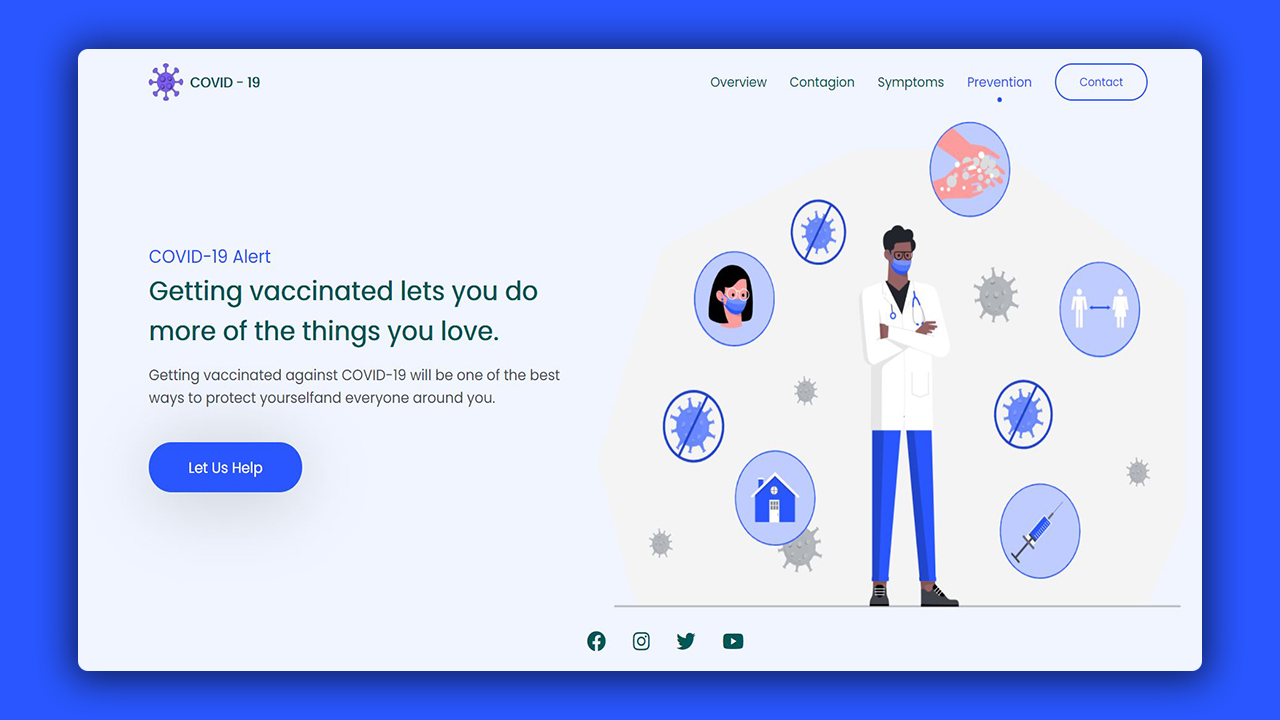 COVID - 19
Overview Contagion Symptoms Prevention Contact
COVID-19 Alert
Getting vaccinated lets you do
more of the things you love.
Getting vaccinated against COVID-19 will be one of the best
ways to protect yourselfand everyone around you.
Let Us Help